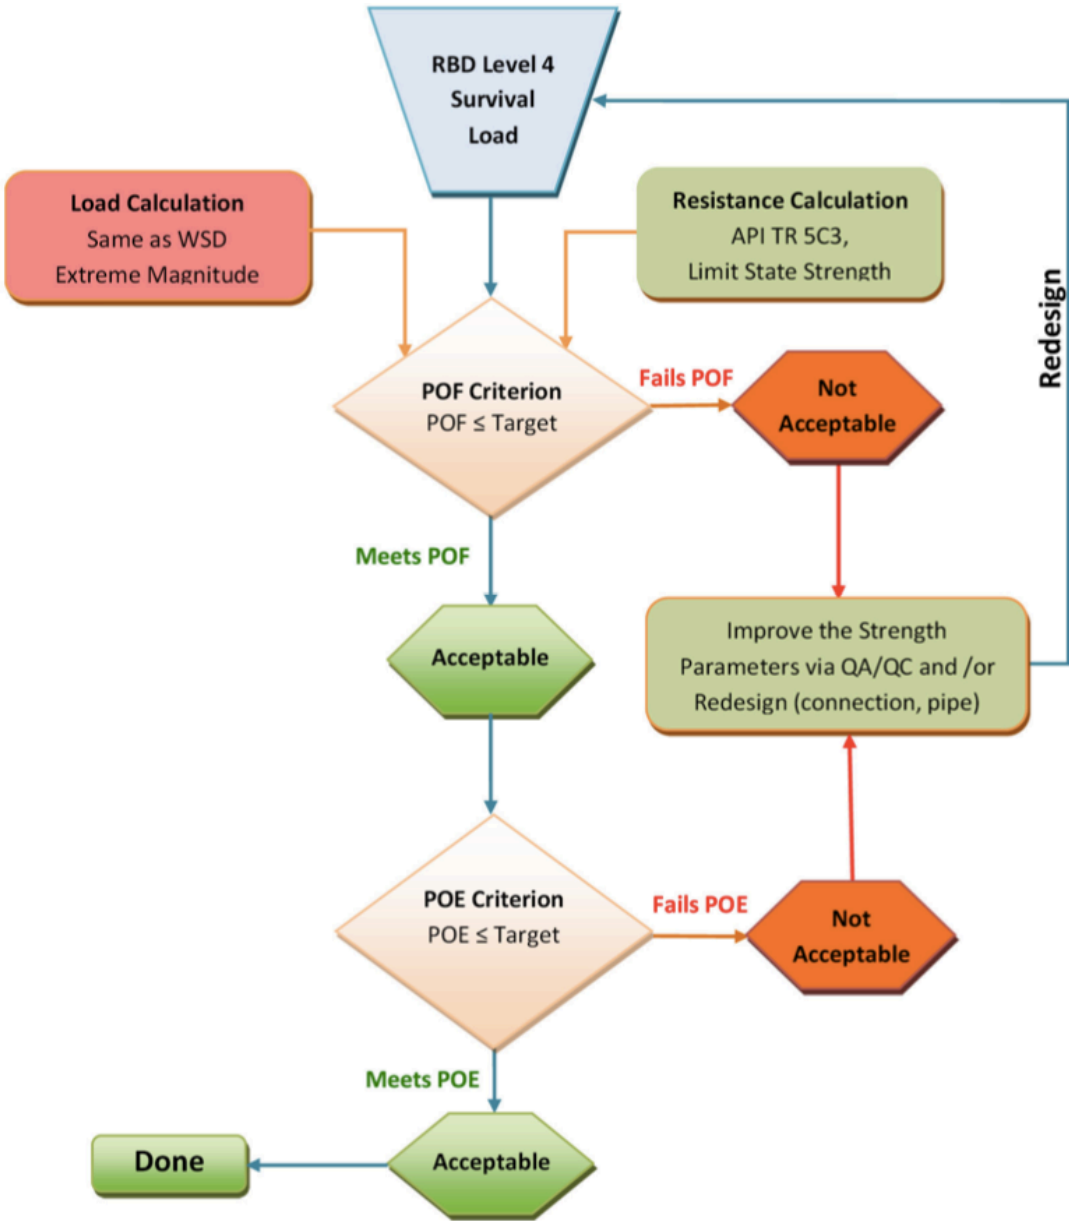 RBD Level 4
Survival
Load
Load Calculation
Same as WSD
Extreme Magnitude
Resistance Calculation
API TR 5C3,
Limit State Strength
Redesign
POF Criterion
POF ≤ Target
Fails POF
Not
Acceptable
Meets POF
Acceptable
Improve the Strength
Parameters via QA/QC and /or
Redesign (connection, pipe)
POE Criterion
POE ≤ Target
Fails POE
Not
Acceptable
Meets POE
Acceptable
Done